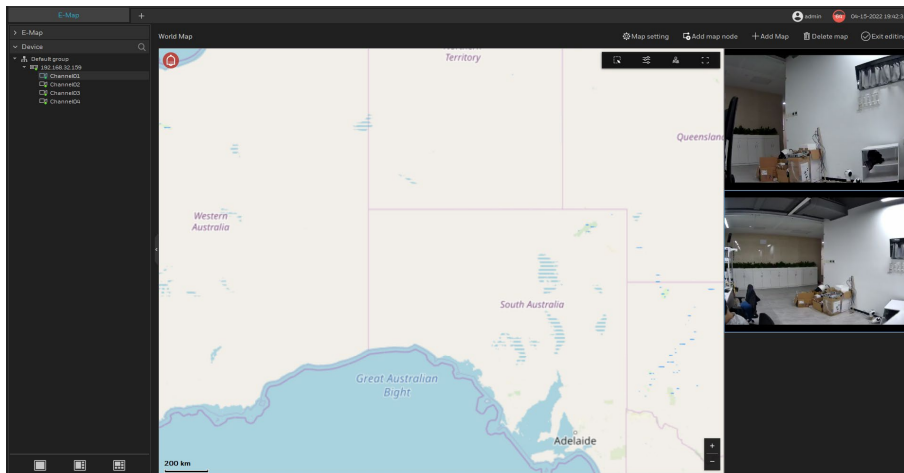 E-Map
+
admin
04-15-2022 19:42:3
> E-Map
Device
World Map
Map setting
Add map node
Add Map
Delete map
Exit editing
Default group
192.168.32.159
Channel01
Channel02
Channel03
Channel04
Territory
Queensland
Western
Australia
South Australia
Great Australian
Bight
Adelaide
200 km
+
−